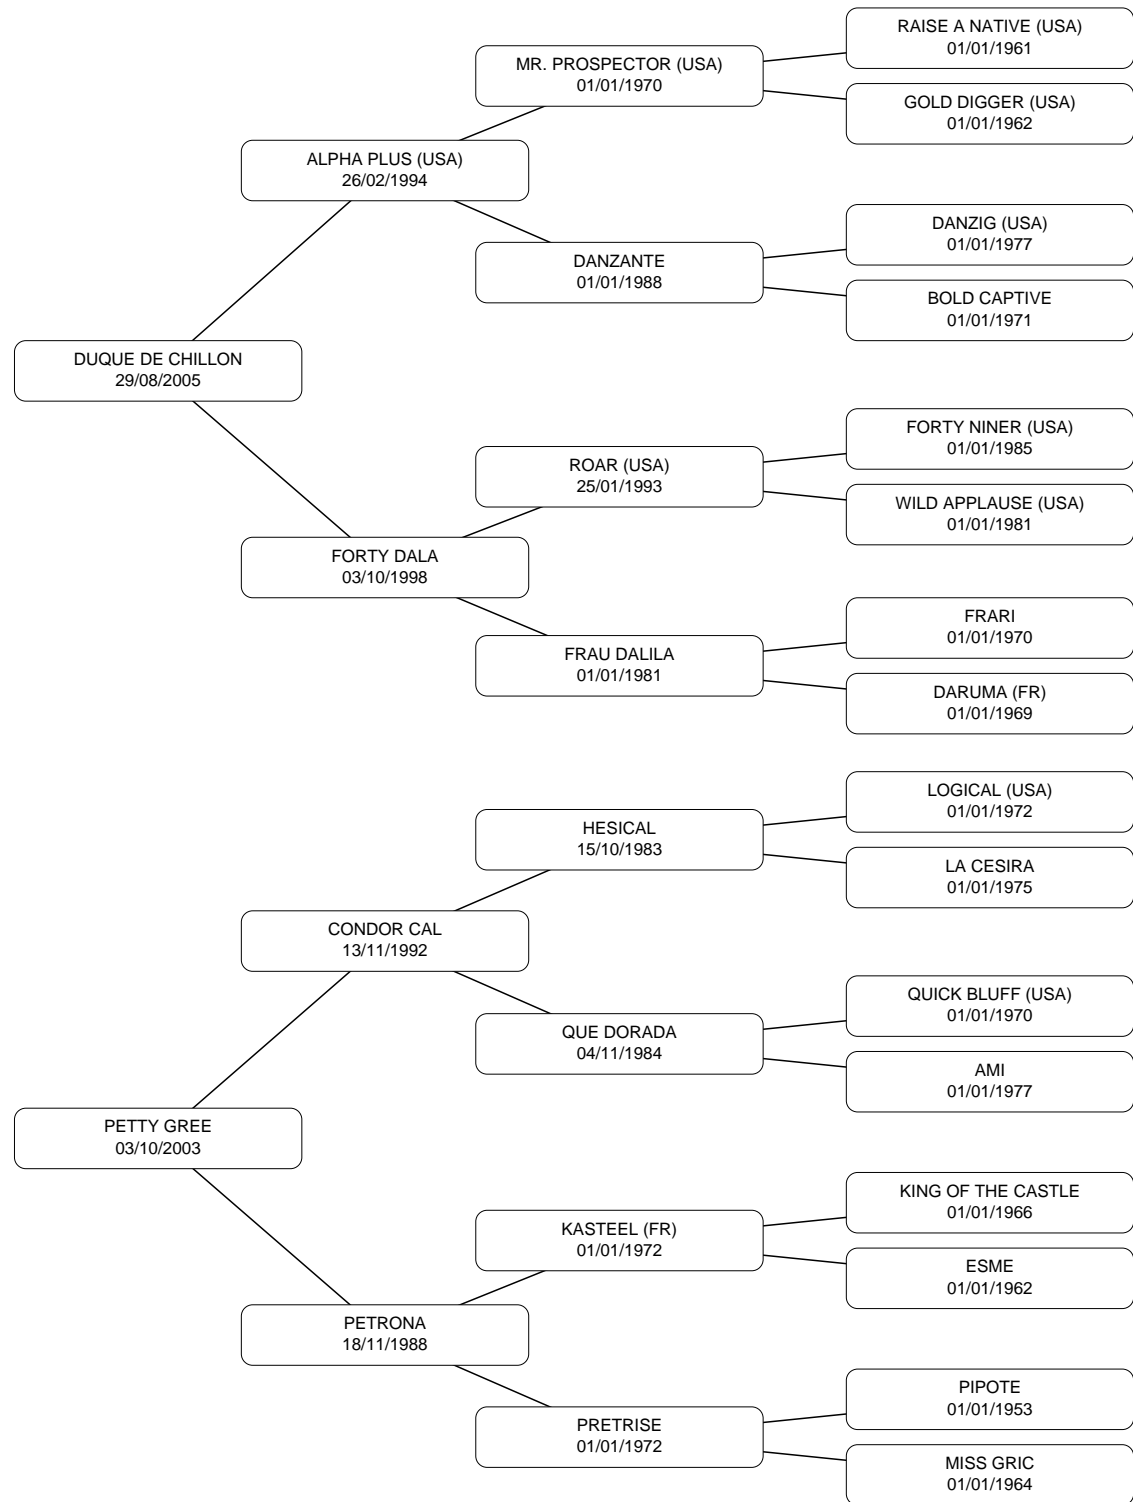 RAISE A NATIVE (USA)
01/01/1961
MR. PROSPECTOR (USA)
01/01/1970
GOLD DIGGER (USA)
01/01/1962
ALPHA PLUS (USA)
26/02/1994
DANZIG (USA)
01/01/1977
DANZANTE
01/01/1988
BOLD CAPTIVE
01/01/1971
DUQUE DE CHILLON
29/08/2005
FORTY NINER (USA)
01/01/1985
ROAR (USA)
25/01/1993
WILD APPLAUSE (USA)
01/01/1981
FORTY DALA
03/10/1998
FRARI
01/01/1970
FRAU DALILA
01/01/1981
DARUMA (FR)
01/01/1969
LOGICAL (USA)
01/01/1972
HESICAL
15/10/1983
LA CESIRA
01/01/1975
CONDOR CAL
13/11/1992
QUICK BLUFF (USA)
01/01/1970
QUE DORADA
04/11/1984
AMI
01/01/1977
PETTY GREE
03/10/2003
KING OF THE CASTLE
01/01/1966
KASTEEL (FR)
01/01/1972
ESME
01/01/1962
PETRONA
18/11/1988
PIPOTE
01/01/1953
PRETRISE
01/01/1972
MISS GRIC
01/01/1964